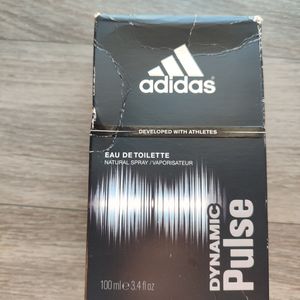 adidas
DEVELOPED WITH ATHLETES
EAU DE TOILETTE
NATURAL SPRAY / VAPORISATEUR
DYNAMIC
Pulse
100 ml e 3.4 fl oz